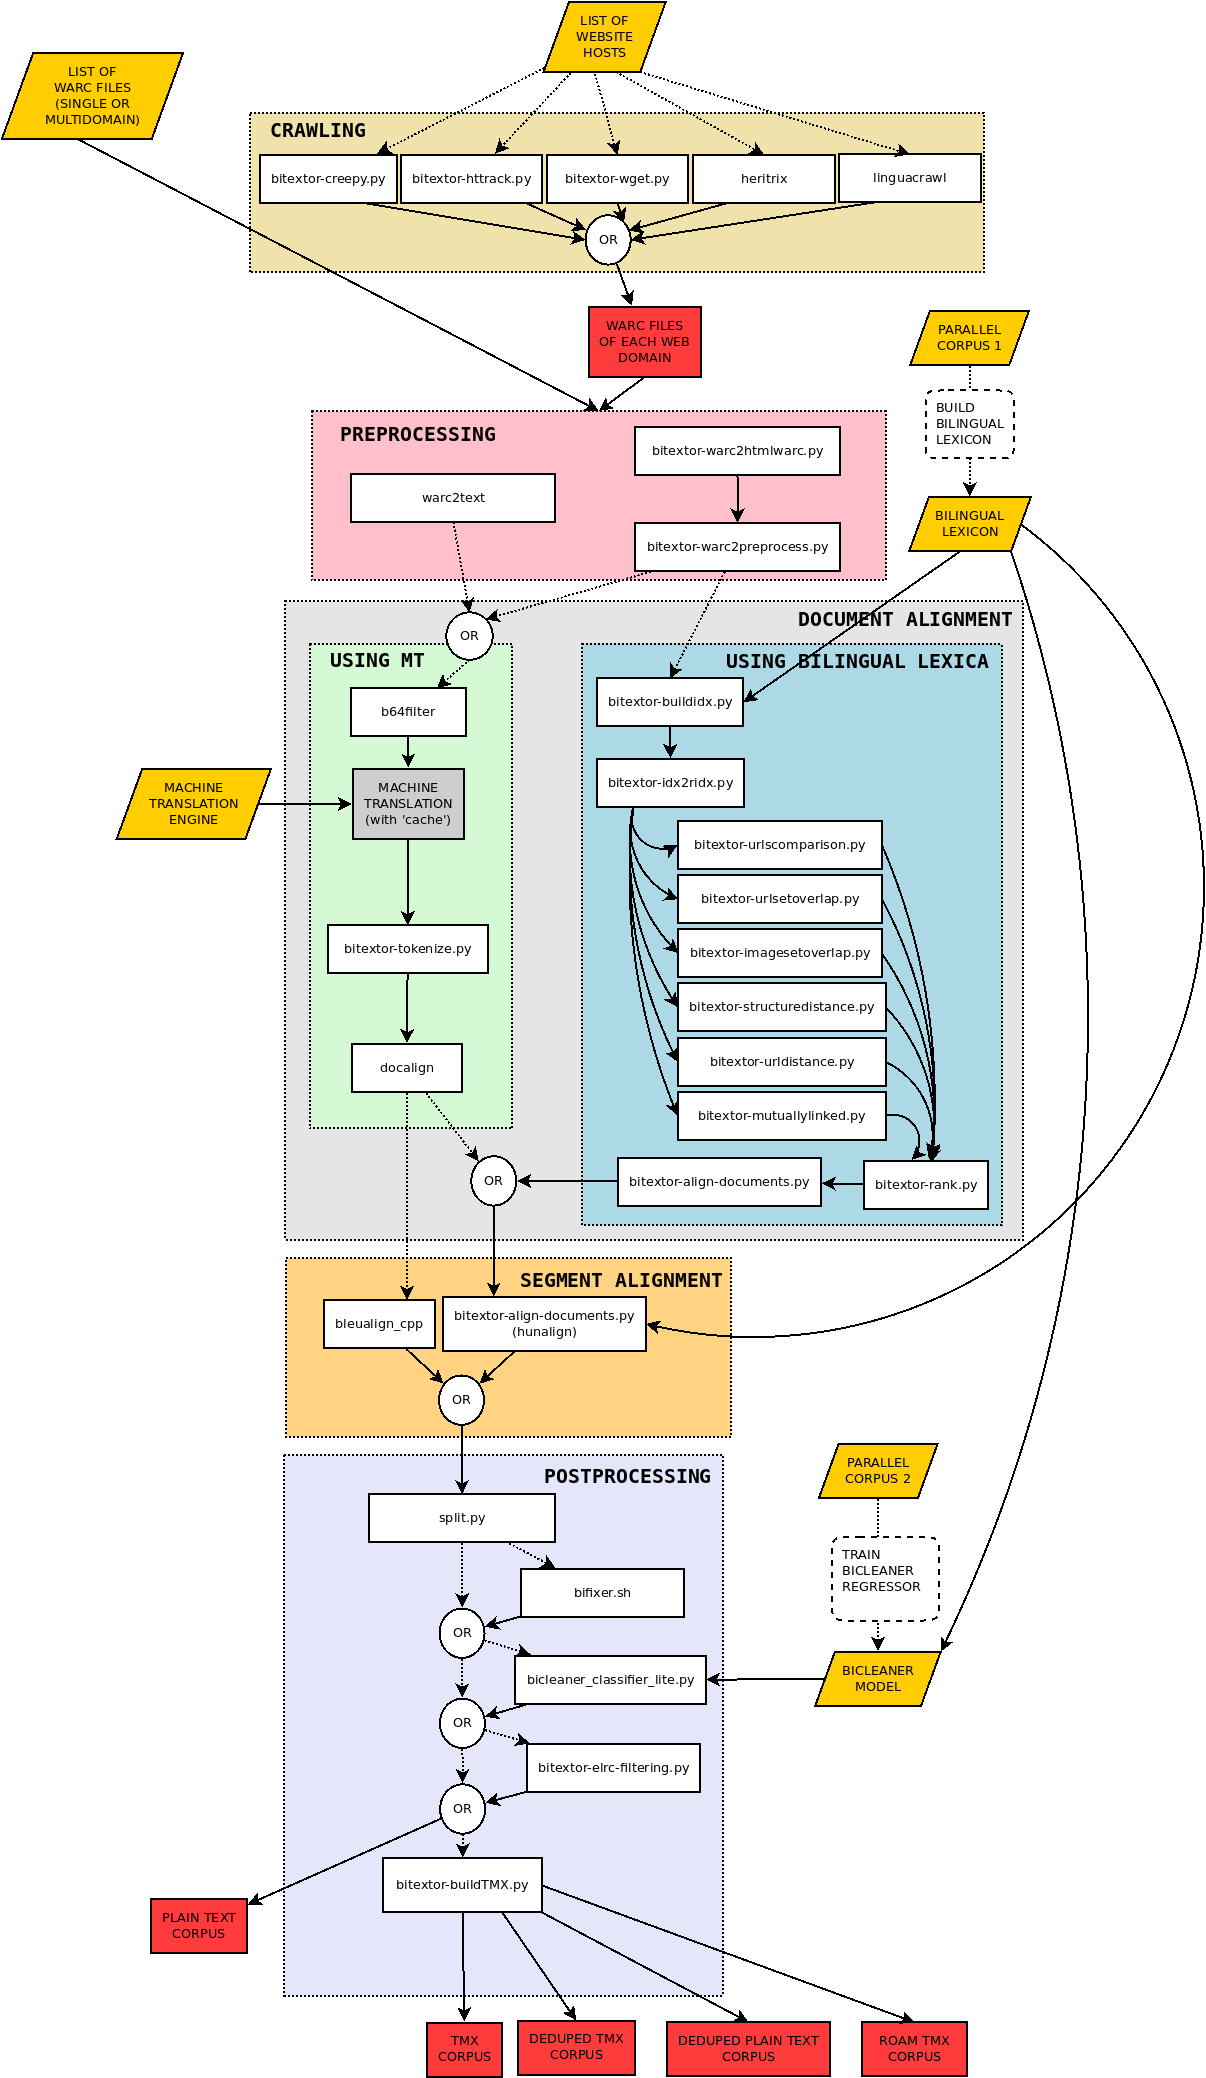 LIST OF
WEBSITE
HOSTS
LIST OF
WARC FILES
(SINGLE OR
MULTIDOMAIN)
CRAWLING
bitextor-creepy.py
bitextor-httrack.py
bitextor-wget.py
heritrix
linguacrawl
OR
WARC FILES
OF EACH WEB
DOMAIN
PARALLEL
CORPUS 1
BUILD
BILINGUAL
LEXICON
BILINGUAL
LEXICON
PREPROCESSING
bitextor-warc2htmlwarc.py
warc2text
bitextor-warc2preprocess.py
DOCUMENT ALIGNMENT
OR
USING MT
b64filter
MACHINE
TRANSLATION
ENGINE
MACHINE
TRANSLATION
(with 'cache')
bitextor-tokenize.py
docalign
USING BILINGUAL LEXICA
bitextor-buildidx.py
bitextor-idx2ridx.py
bitextor-urlscomparison.py
bitextor-urlsetoverlap.py
bitextor-imagesetoverlap.py
bitextor-structuredistance.py
bitextor-urldistance.py
bitextor-mutuallylinked.py
OR
bitextor-align-documents.py
bitextor-rank.py
SEGMENT ALIGNMENT
bleualign_cpp
bitextor-align-documents.py
(hunalign)
OR
POSTPROCESSING
split.py
bifixer.sh
OR
bicleaner_classifier_lite.py
OR
bitextor-elrc-filtering.py
OR
bitextor-buildTMX.py
PARALLEL
CORPUS 2
TRAIN
BICLEANER
REGRESSOR
BICLEANER
MODEL
PLAIN TEXT
CORPUS
TMX
CORPUS
DEDUPED TMX
CORPUS
DEDUPED PLAIN TEXT
CORPUS
ROAM TMX
CORPUS